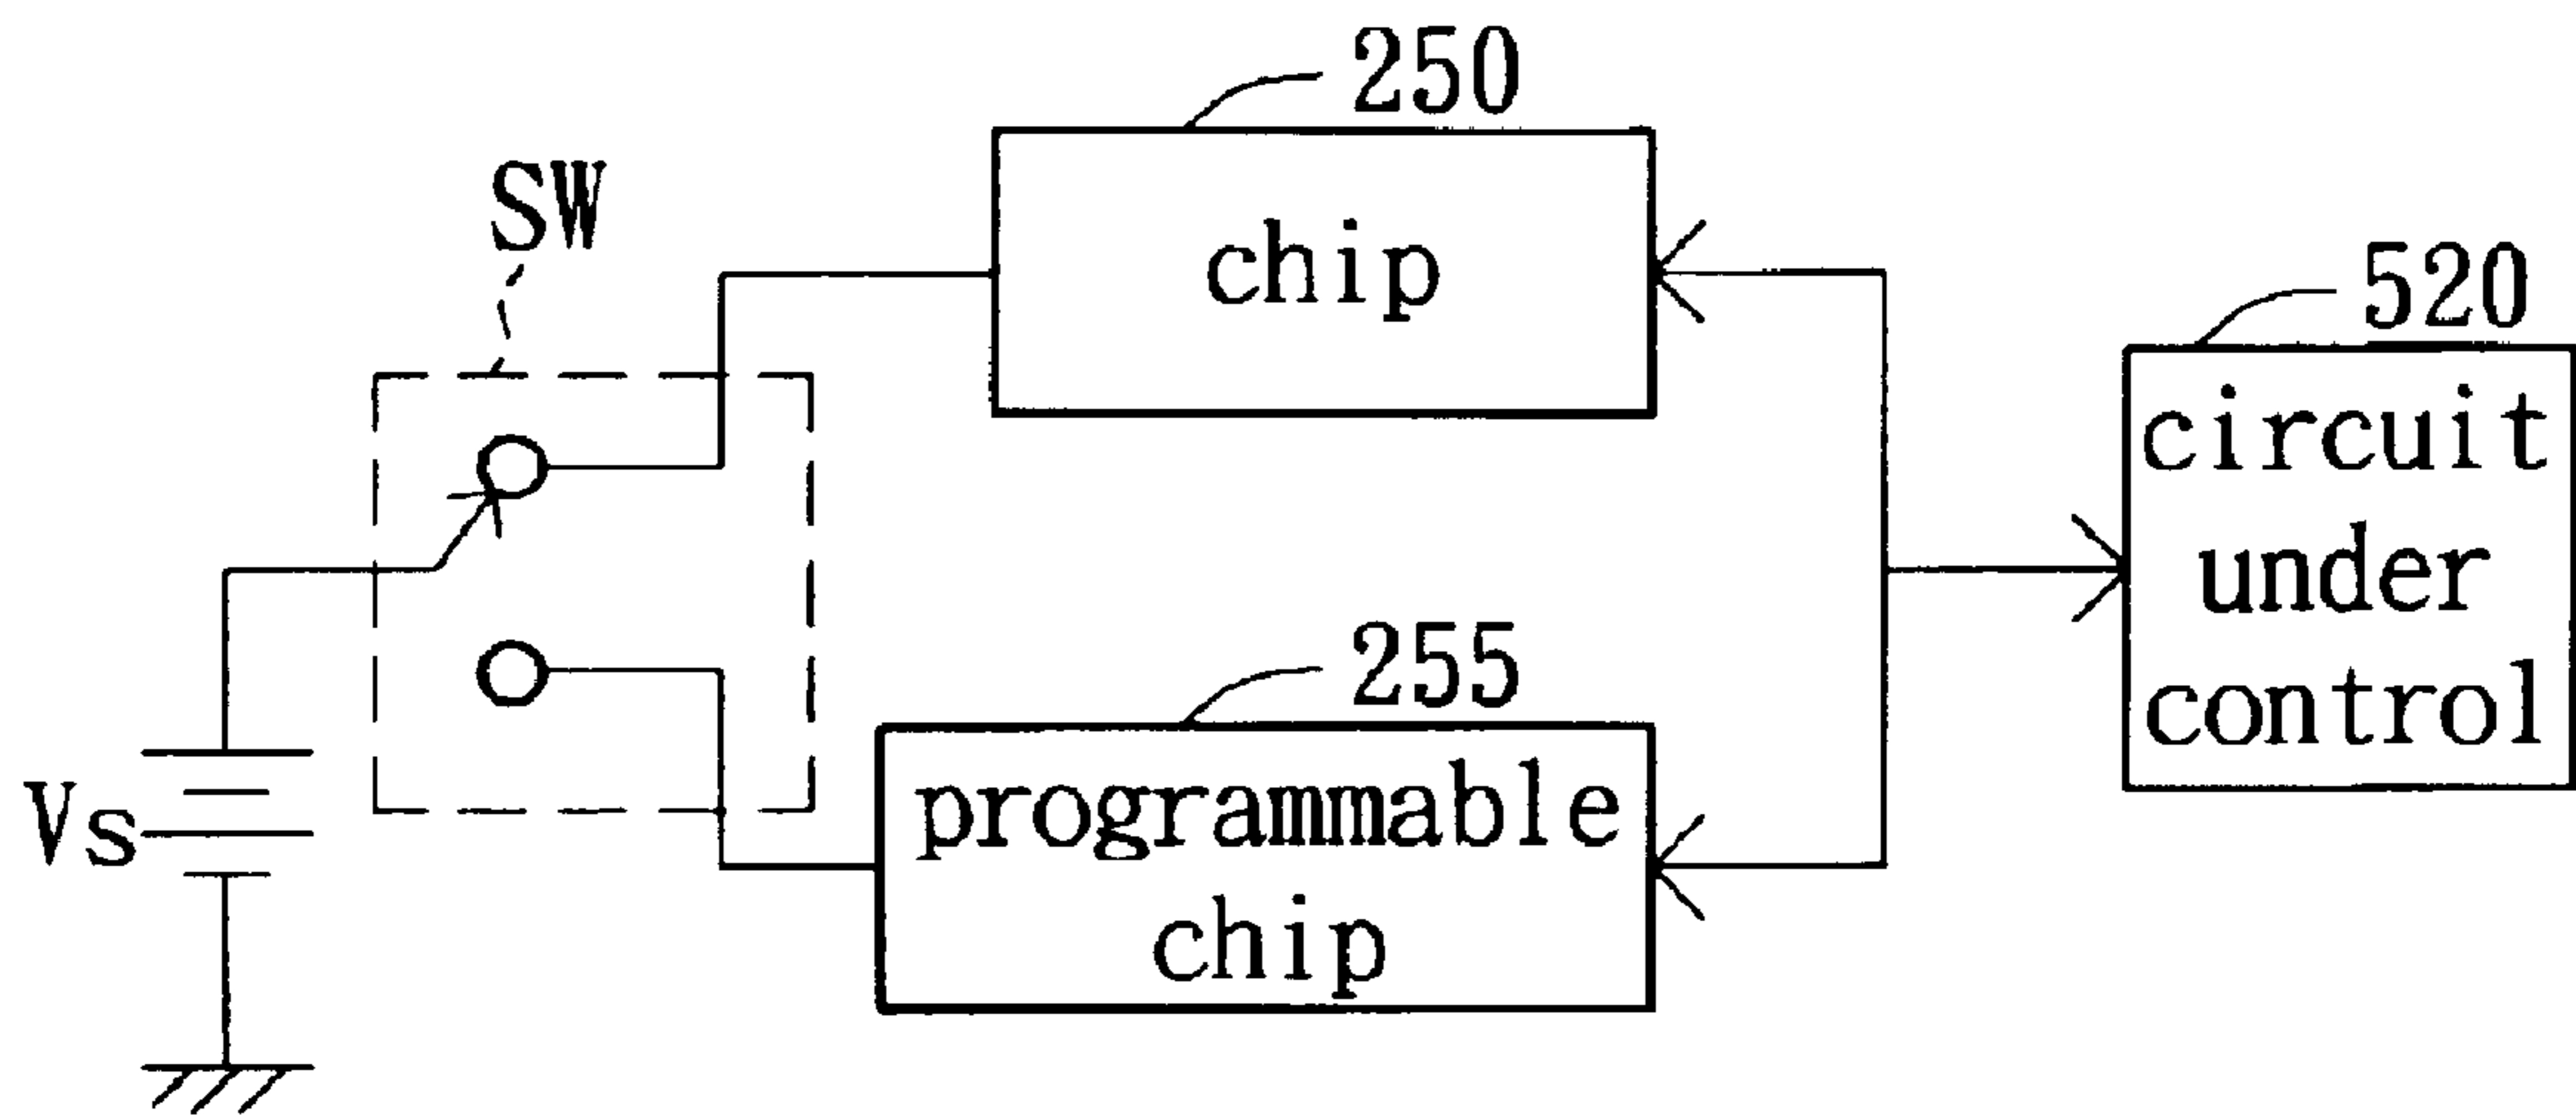 250
SW
chip
520
circuit
under
control
255
Vs
programmable
chip